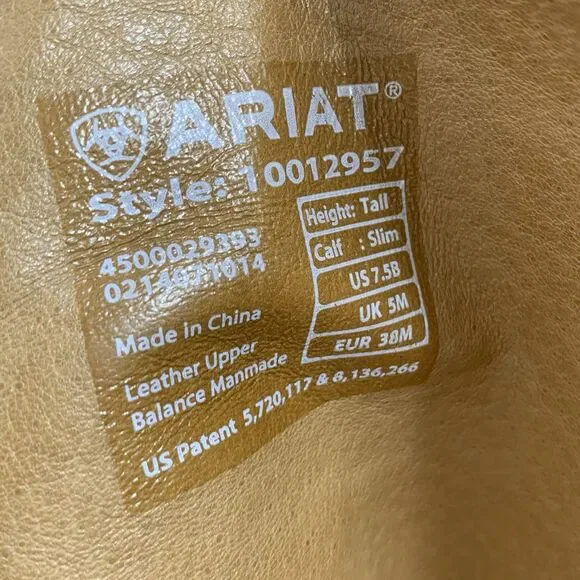 ARIAT®
Style: 10012957
4500029393
0214071014
Height: Tall
Calf : Slim
US 7.5B
UK 5M
EUR 38M
Made in China
Leather Upper
Balance Manmade
US Patent 5,720,117 & 8,136,266